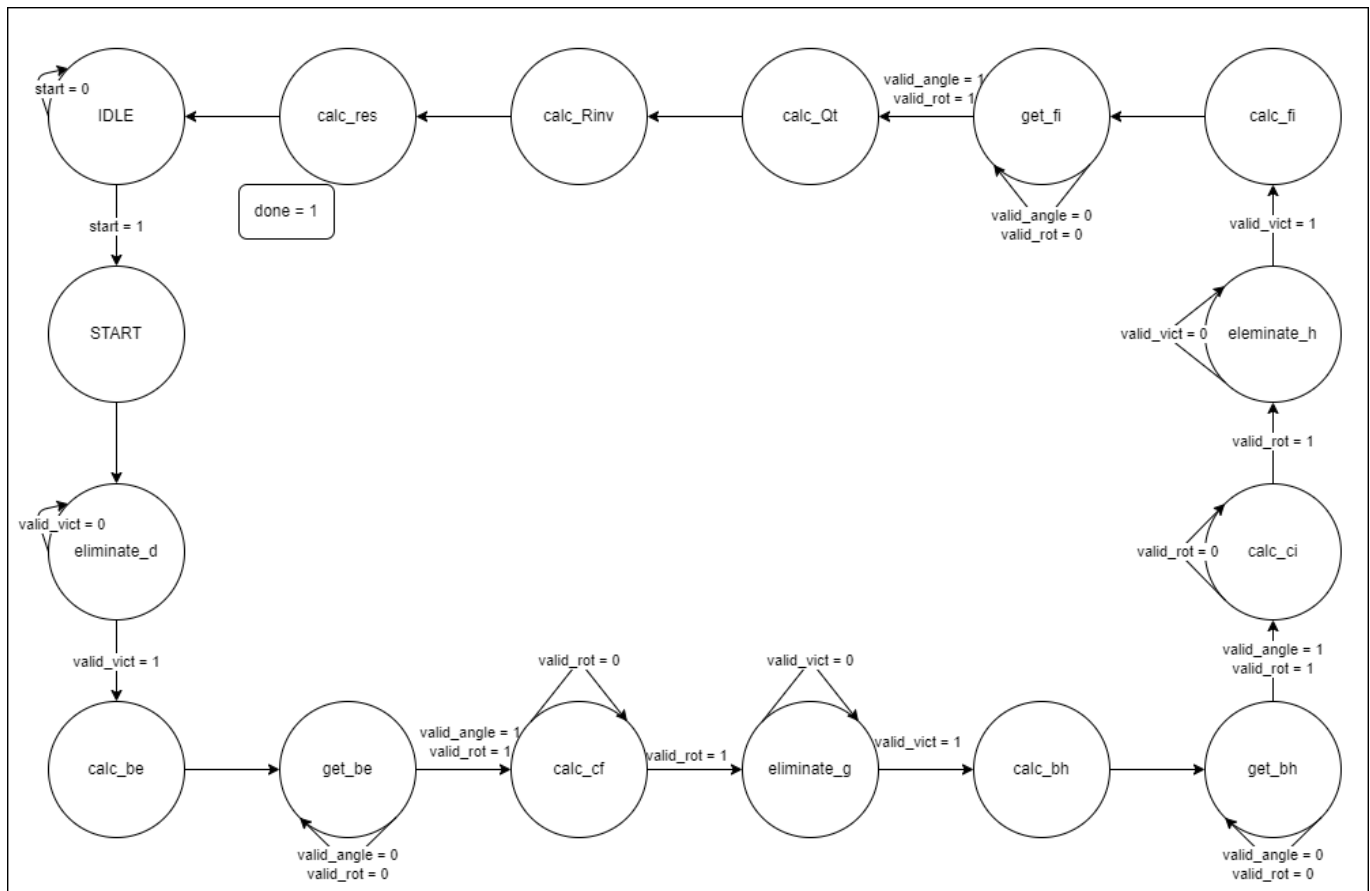 start = 0
IDLE
calc_res
calc_Rinv
calc_Qt
valid_angle = 1
valid_rot = 1
get_fi
calc_fi
done = 1
start = 1
valid_angle = 0
valid_rot = 0
valid_vict = 1
START
valid_vict = 0
eleminate_h
valid_rot = 1
valid_vict = 0
eliminate_d
valid_rot = 0
calc_ci
valid_vict = 1
valid_rot = 0
valid_vict = 0
valid_angle = 1
valid_rot = 1
calc_be
get_be
valid_angle = 1
valid_rot = 1
calc_cf
valid_rot = 1
eliminate_g
valid_vict = 1
calc_bh
get_bh
valid_angle = 0
valid_rot = 0
valid_angle = 0
valid_rot = 0